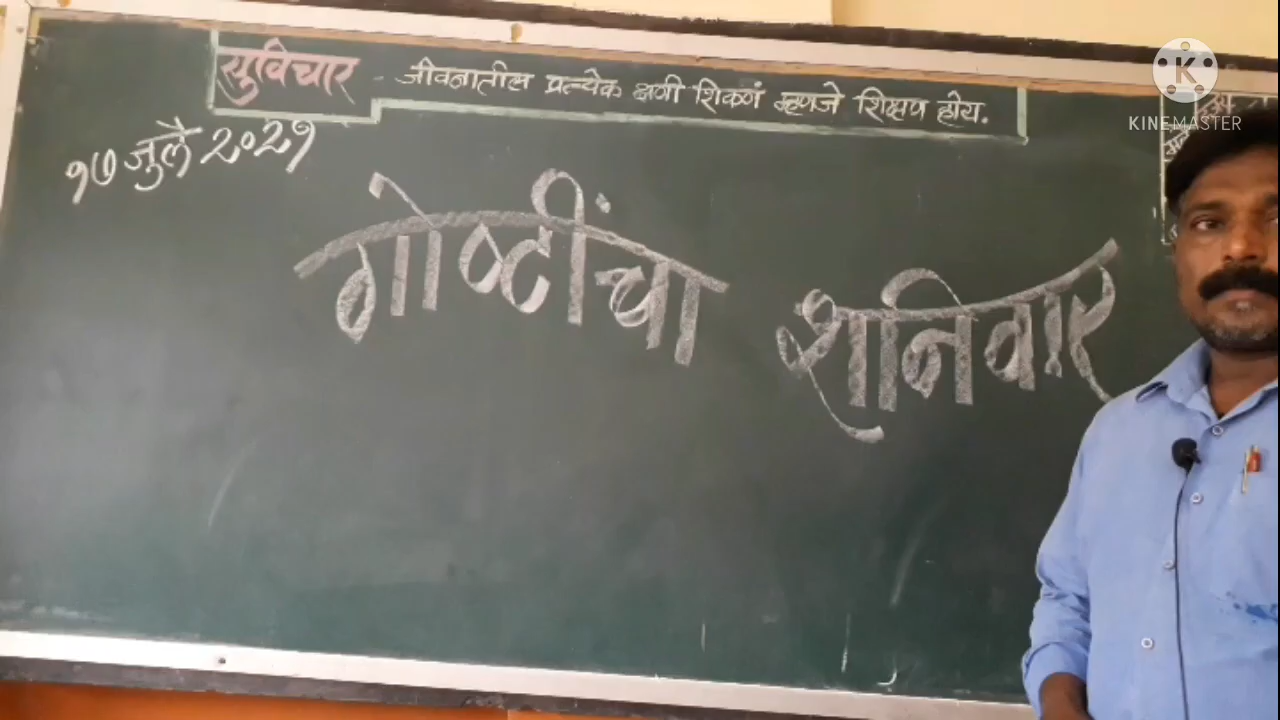 सुविचार - जीवनातील प्रत्येक क्षणी शिकणं म्हणजे शिक्षण होय.
१७ जुलै २०२१
गोष्टींचा शनिवार
KINEMASTER